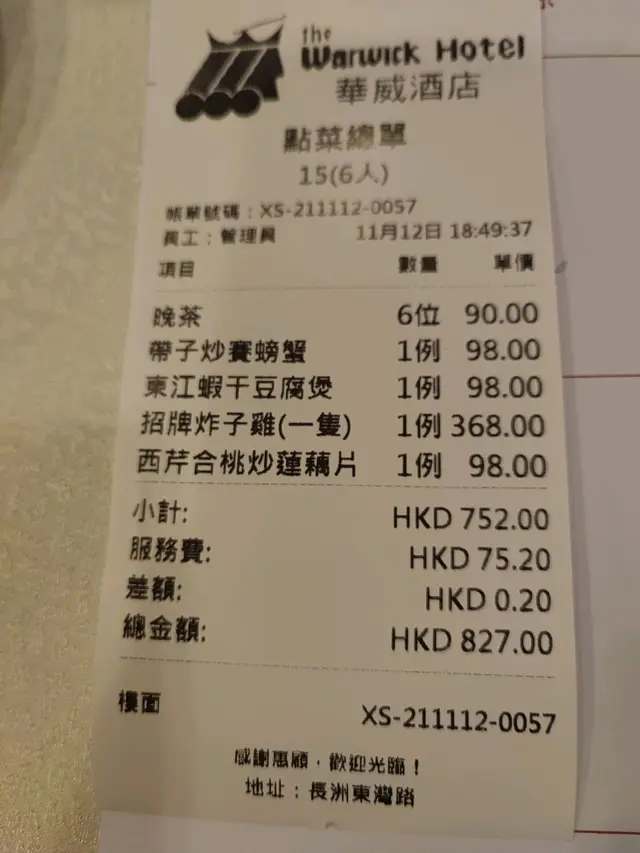 the
Warwick Hotel
華威酒店
點菜總單
15(6人)
帳單號碼：XS-211112-0057
員工：管理員 11月12日 18:49:37
項目 數量 單價
晚茶 6位 90.00
帶子炒賽螃蟹 1例 98.00
東江蝦干豆腐煲 1例 98.00
招牌炸子雞(一隻) 1例 368.00
西芹合桃炒蓮藕片 1例 98.00
小計: HKD 752.00
服務費: HKD 75.20
差額: HKD 0.20
總金額: HKD 827.00
樓面 XS-211112-0057
感謝惠顧，歡迎光臨！
地址：長洲東灣路